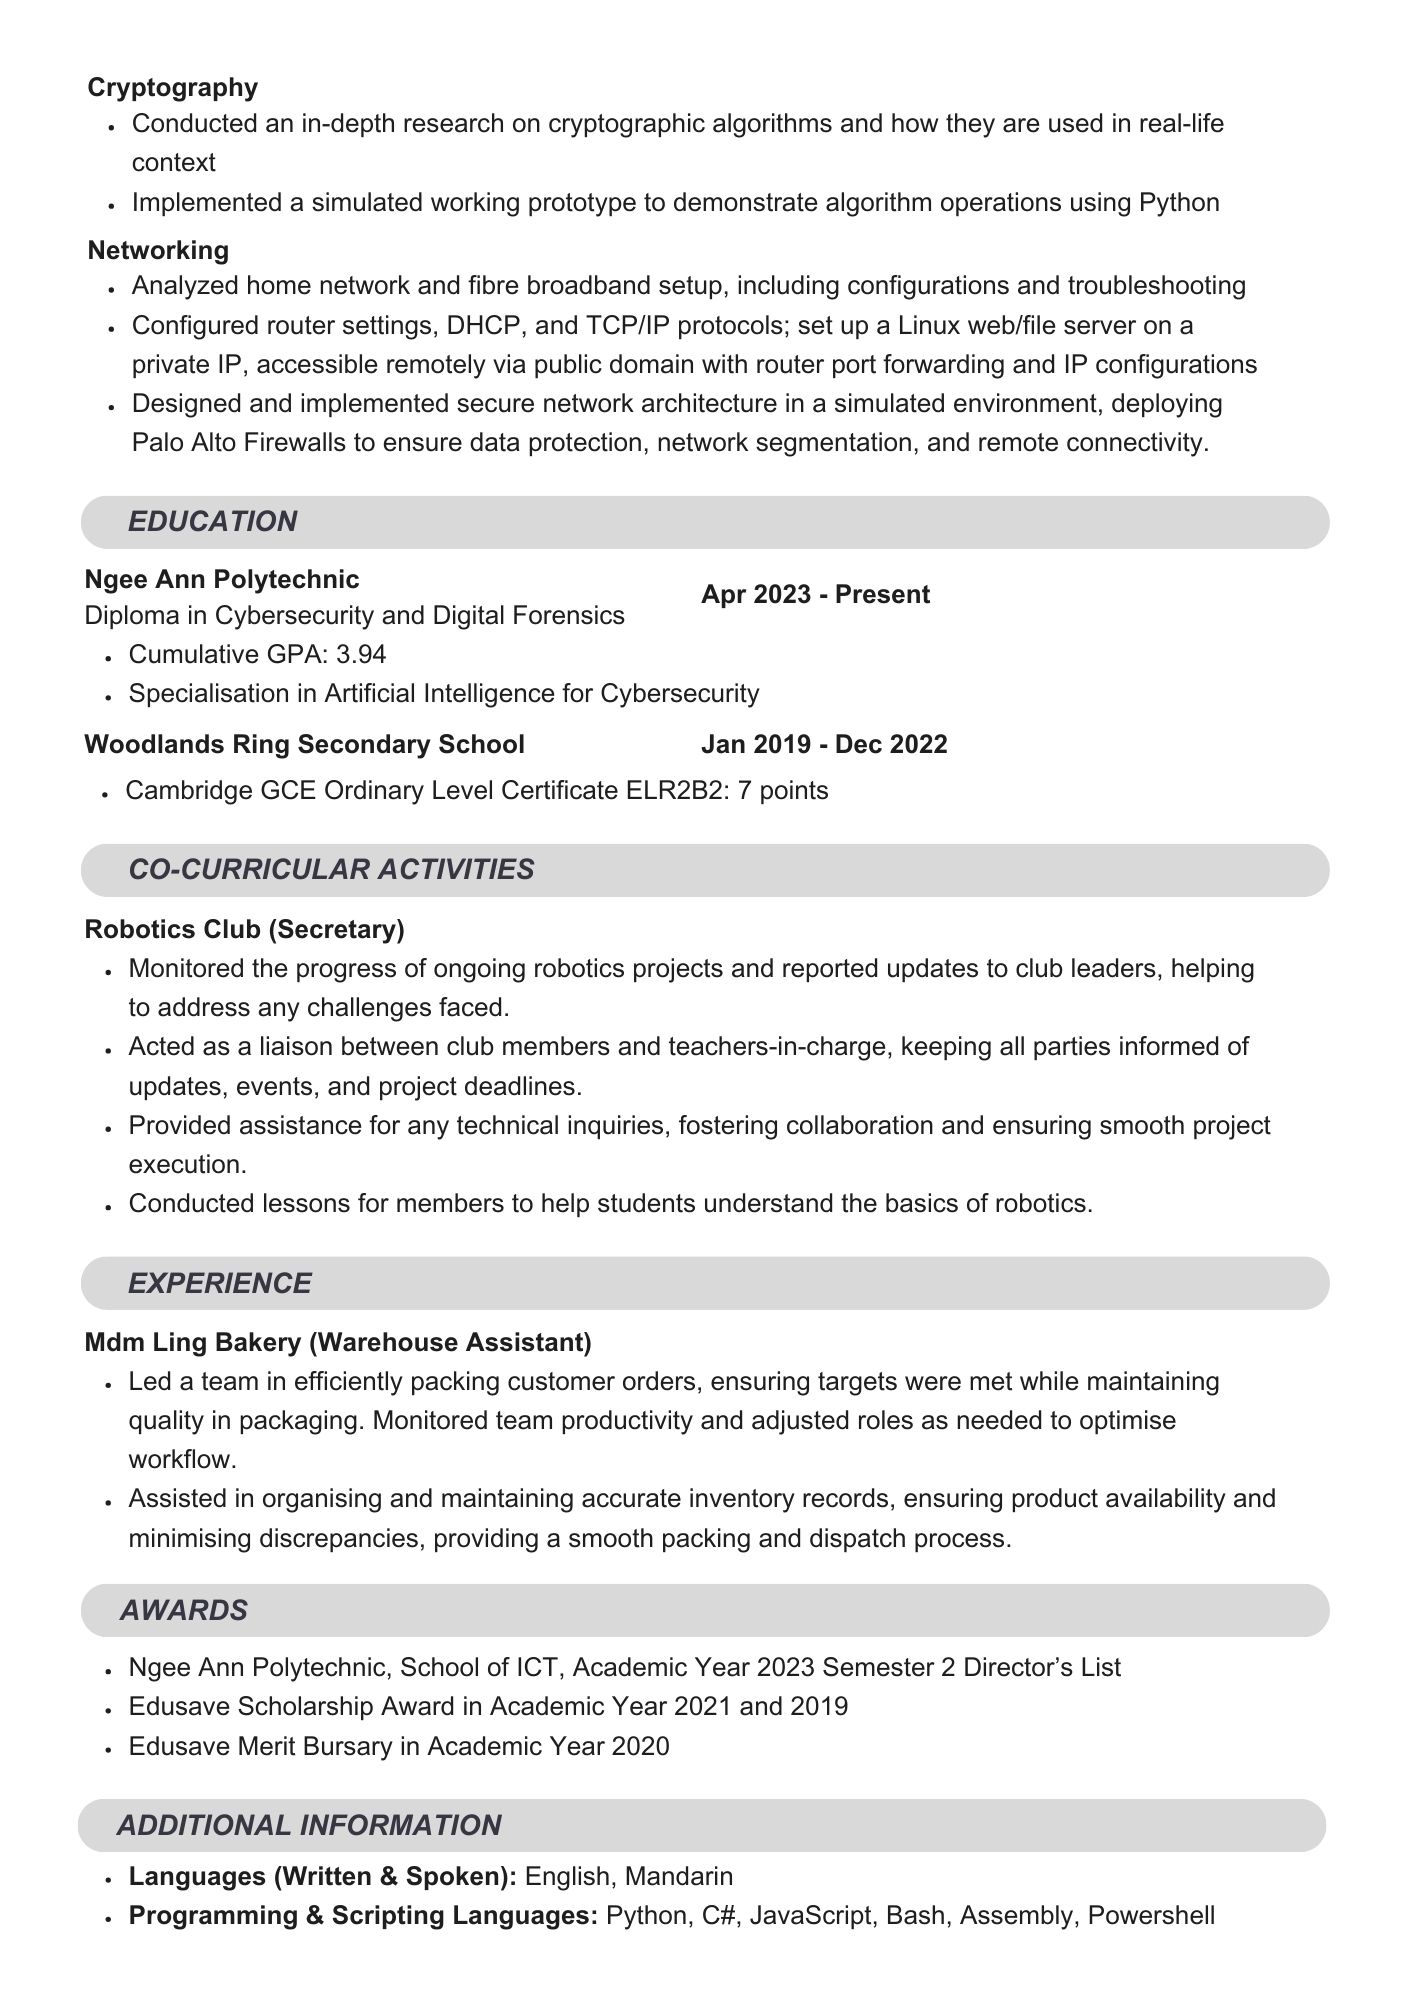 Cryptography
• Conducted an in-depth research on cryptographic algorithms and how they are used in real-life
context
• Implemented a simulated working prototype to demonstrate algorithm operations using Python
Networking
• Analyzed home network and fibre broadband setup, including configurations and troubleshooting
• Configured router settings, DHCP, and TCP/IP protocols; set up a Linux web/file server on a
private IP, accessible remotely via public domain with router port forwarding and IP configurations
• Designed and implemented secure network architecture in a simulated environment, deploying
Palo Alto Firewalls to ensure data protection, network segmentation, and remote connectivity.
EDUCATION
Ngee Ann Polytechnic
Apr 2023 - Present
Diploma in Cybersecurity and Digital Forensics
• Cumulative GPA: 3.94
• Specialisation in Artificial Intelligence for Cybersecurity
Woodlands Ring Secondary School Jan 2019 - Dec 2022
• Cambridge GCE Ordinary Level Certificate ELR2B2: 7 points
CO-CURRICULAR ACTIVITIES
Robotics Club (Secretary)
• Monitored the progress of ongoing robotics projects and reported updates to club leaders, helping
to address any challenges faced.
• Acted as a liaison between club members and teachers-in-charge, keeping all parties informed of
updates, events, and project deadlines.
• Provided assistance for any technical inquiries, fostering collaboration and ensuring smooth project
execution.
• Conducted lessons for members to help students understand the basics of robotics.
EXPERIENCE
Mdm Ling Bakery (Warehouse Assistant)
• Led a team in efficiently packing customer orders, ensuring targets were met while maintaining
quality in packaging. Monitored team productivity and adjusted roles as needed to optimise
workflow.
• Assisted in organising and maintaining accurate inventory records, ensuring product availability and
minimising discrepancies, providing a smooth packing and dispatch process.
AWARDS
• Ngee Ann Polytechnic, School of ICT, Academic Year 2023 Semester 2 Director’s List
• Edusave Scholarship Award in Academic Year 2021 and 2019
• Edusave Merit Bursary in Academic Year 2020
ADDITIONAL INFORMATION
• Languages (Written & Spoken): English, Mandarin
• Programming & Scripting Languages: Python, C#, JavaScript, Bash, Assembly, Powershell